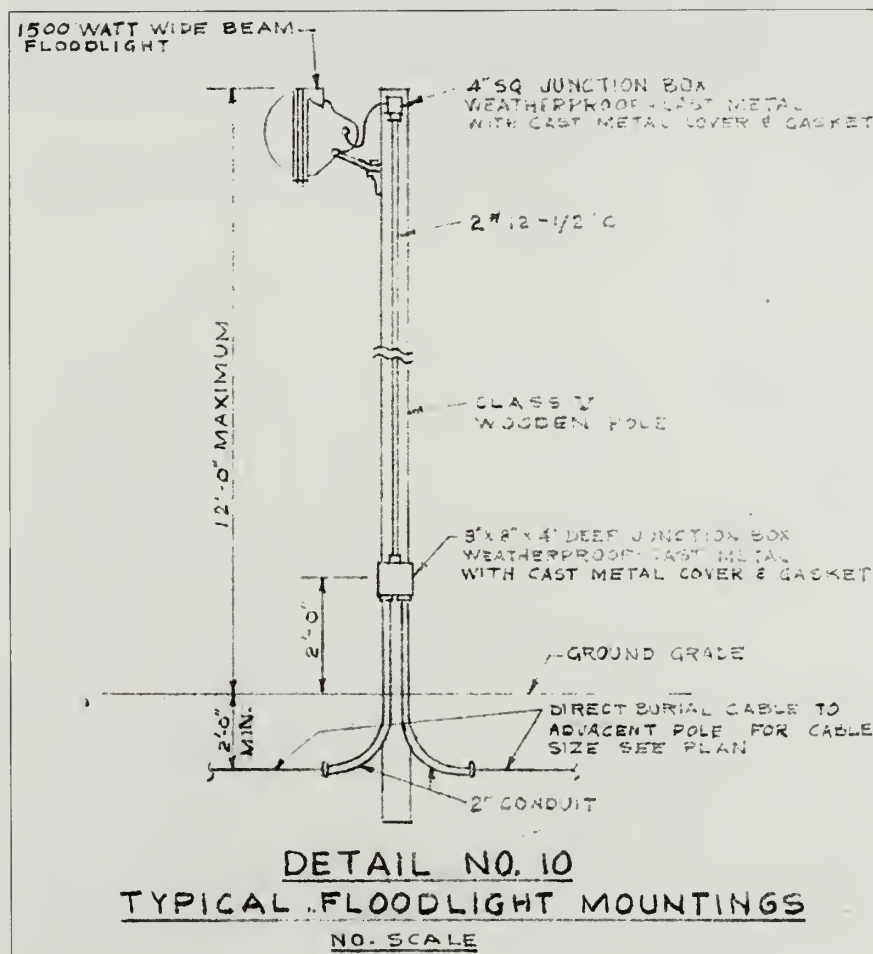 1500 WATT WIDE BEAM
FLOODLIGHT
4" SQ JUNCTION BOX
WEATHERPROOF - CAST METAL
WITH CAST METAL COVER & GASKET
2 # 12 - 1/2" C
12'-0" MAXIMUM
CLASS V
WOODEN POLE
8" x 8" x 4" DEEP JUNCTION BOX
WEATHERPROOF - CAST METAL
WITH CAST METAL COVER & GASKET
2'-0"
GROUND GRADE
2'-0"
MIN.
DIRECT BURIAL CABLE TO
ADJACENT POLE FOR CABLE
SIZE SEE PLAN
2" CONDUIT
DETAIL NO. 10
TYPICAL FLOODLIGHT MOUNTINGS
NO. SCALE